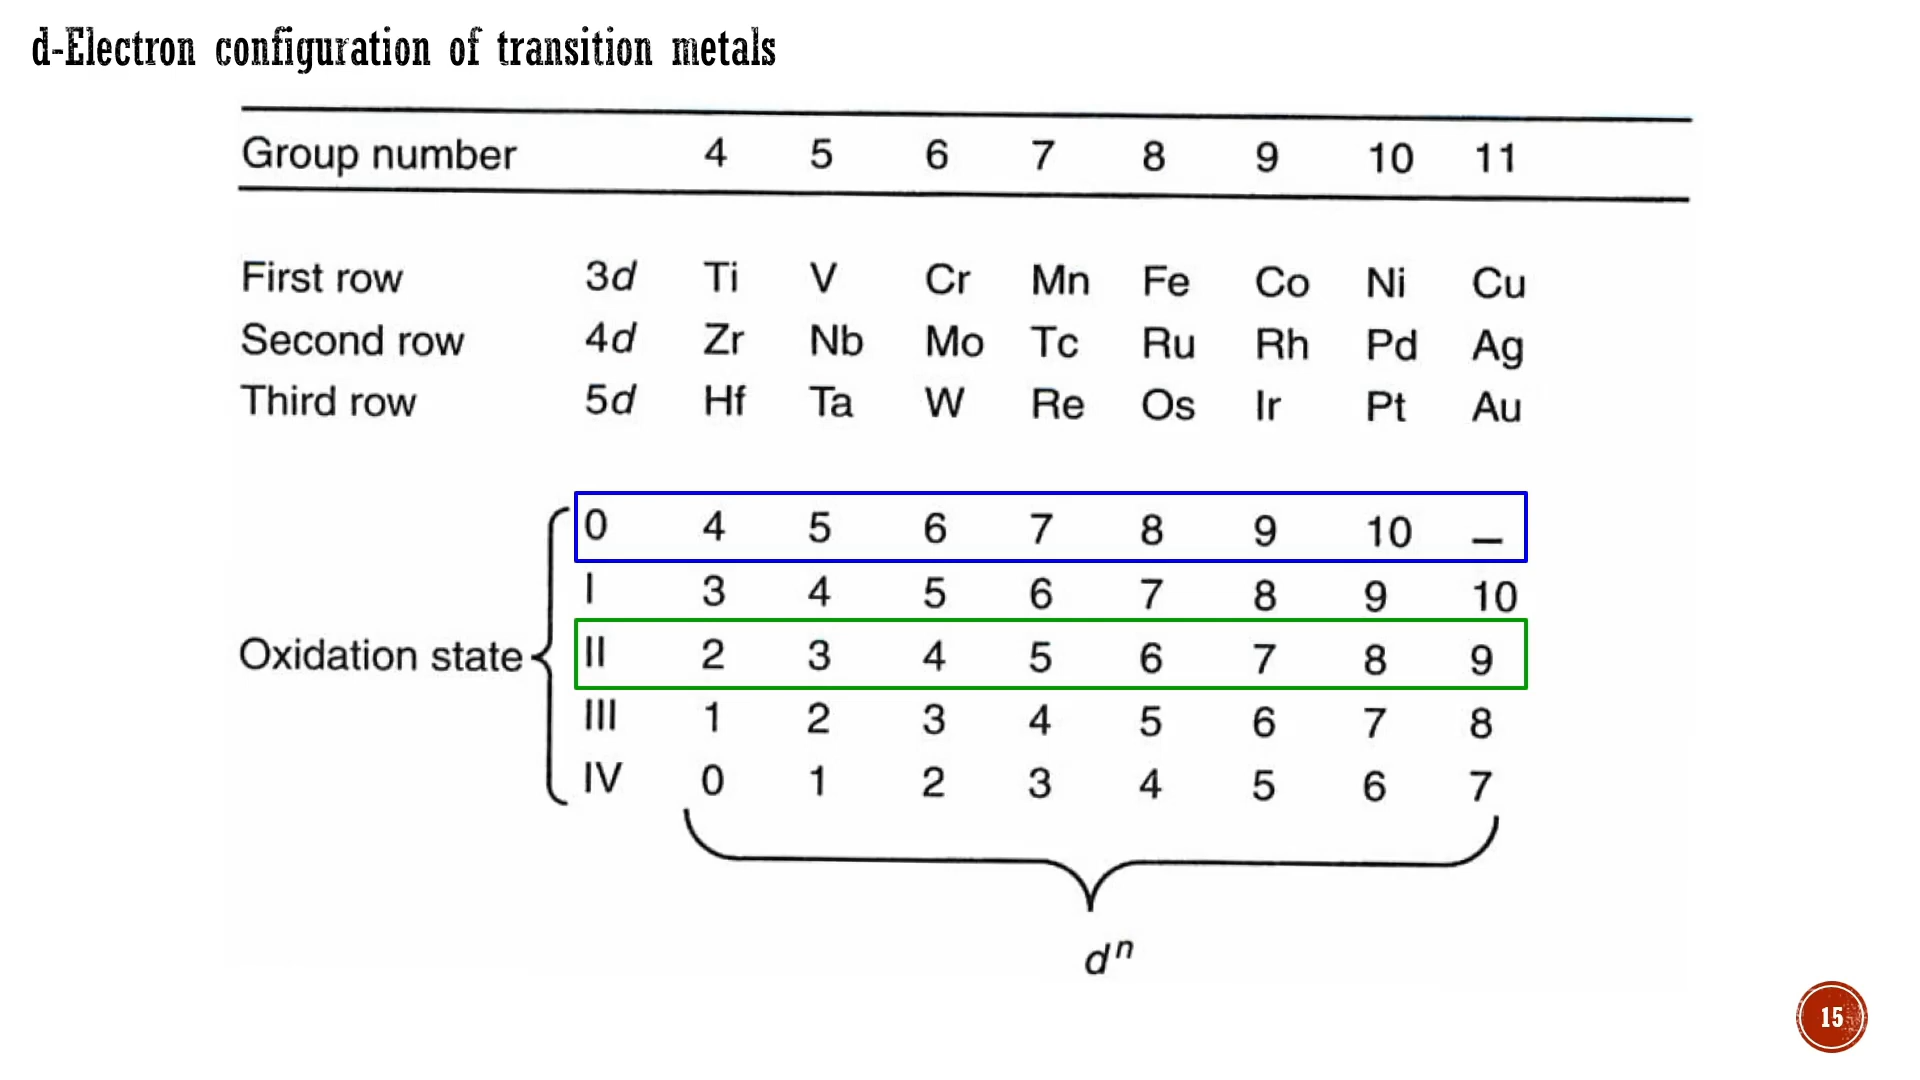 d-Electron configuration of transition metals
Group number 4 5 6 7 8 9 10 11
First row 3d Ti V Cr Mn Fe Co Ni Cu
Second row 4d Zr Nb Mo Tc Ru Rh Pd Ag
Third row 5d Hf Ta W Re Os Ir Pt Au
0 4 5 6 7 8 9 10 –
I 3 4 5 6 7 8 9 10
Oxidation state II 2 3 4 5 6 7 8 9
III 1 2 3 4 5 6 7 8
IV 0 1 2 3 4 5 6 7
dⁿ
15